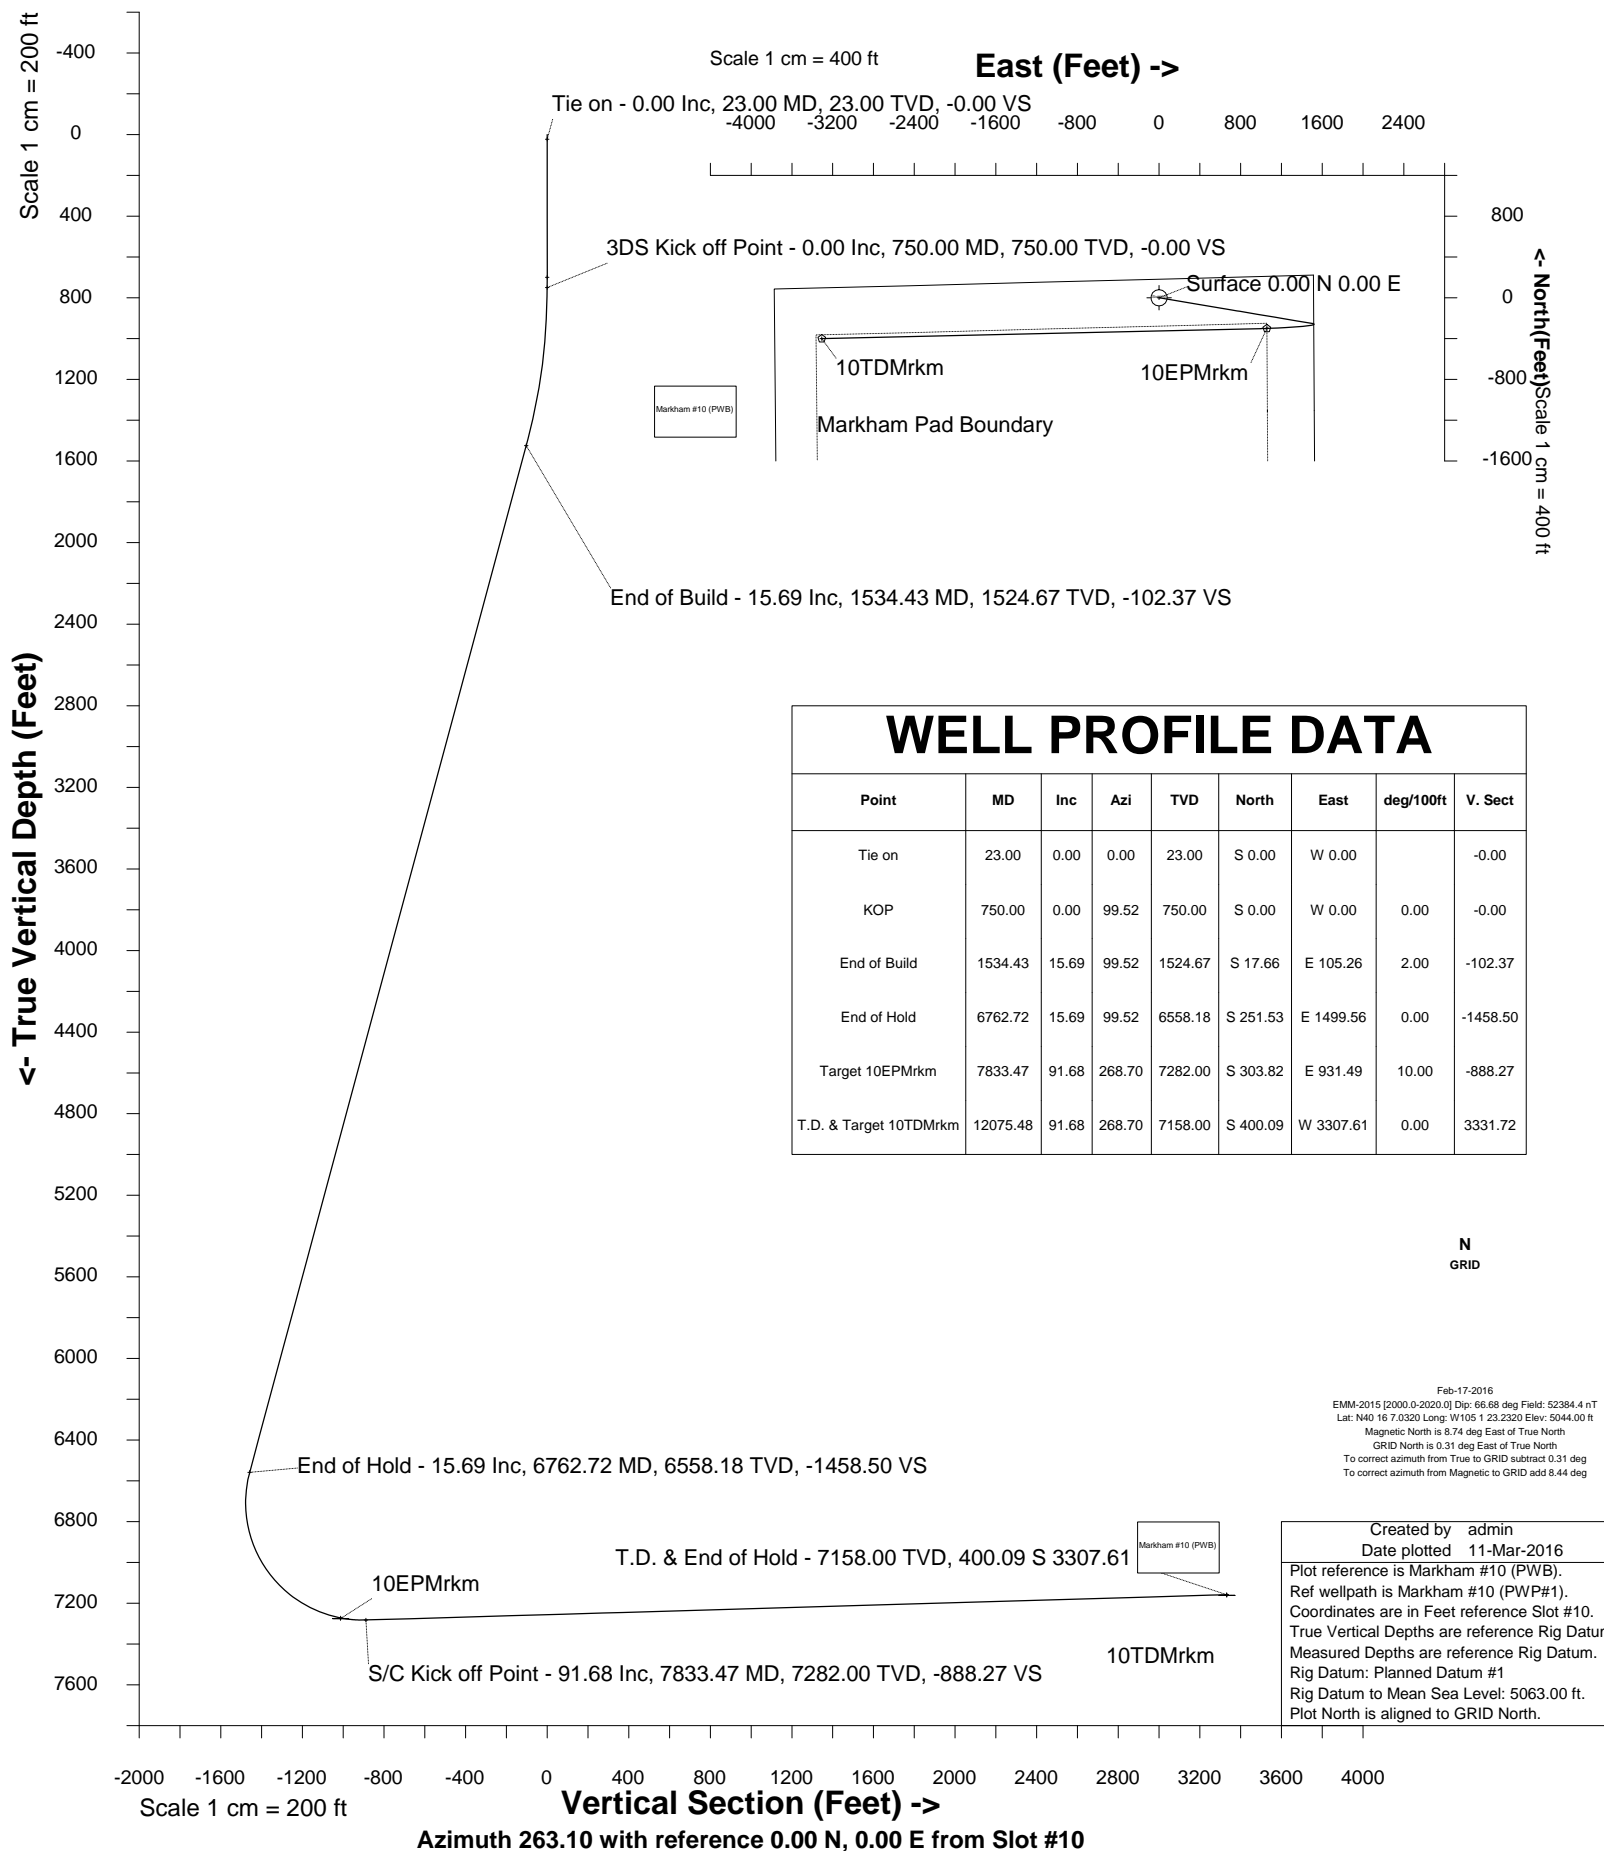 Scale 1 cm = 200 ft
-400
0
400
800
1200
1600
2000
2400
2800
3200
3600
4000
4400
4800
5200
5600
6000
6400
6800
7200
7600
<- True Vertical Depth (Feet)
Scale 1 cm = 400 ft
East (Feet) ->
Tie on - 0.00 Inc, 23.00 MD, 23.00 TVD, -0.00 VS
-4000 -3200 -2400 -1600 -800 0 800 1600 2400
3DS Kick off Point - 0.00 Inc, 750.00 MD, 750.00 TVD, -0.00 VS
Surface 0.00 N 0.00 E
10TDMrkm
10EPMrkm
Markham #10 (PWB)
Markham Pad Boundary
800
0
-800
-1600
<- North(Feet)
Scale 1 cm = 400 ft
End of Build - 15.69 Inc, 1534.43 MD, 1524.67 TVD, -102.37 VS
WELL PROFILE DATA
Point MD Inc Azi TVD North East deg/100ft V. Sect
Tie on 23.00 0.00 0.00 23.00 S 0.00 W 0.00 -0.00
KOP 750.00 0.00 99.52 750.00 S 0.00 W 0.00 0.00 -0.00
End of Build 1534.43 15.69 99.52 1524.67 S 17.66 E 105.26 2.00 -102.37
End of Hold 6762.72 15.69 99.52 6558.18 S 251.53 E 1499.56 0.00 -1458.50
Target 10EPMrkm 7833.47 91.68 268.70 7282.00 S 303.82 E 931.49 10.00 -888.27
T.D. & Target 10TDMrkm 12075.48 91.68 268.70 7158.00 S 400.09 W 3307.61 0.00 3331.72
N
GRID
Feb-17-2016
EMM-2015 [2000.0-2020.0] Dip: 66.68 deg Field: 52384.4 nT
Lat: N40 16 7.0320 Long: W105 1 23.2320 Elev: 5044.00 ft
Magnetic North is 8.74 deg East of True North
GRID North is 0.31 deg East of True North
To correct azimuth from True to GRID subtract 0.31 deg
To correct azimuth from Magnetic to GRID add 8.44 deg
End of Hold - 15.69 Inc, 6762.72 MD, 6558.18 TVD, -1458.50 VS
T.D. & End of Hold - 7158.00 TVD, 400.09 S 3307.61
Markham #10 (PWB)
10EPMrkm
S/C Kick off Point - 91.68 Inc, 7833.47 MD, 7282.00 TVD, -888.27 VS
10TDMrkm
Created by admin
Date plotted 11-Mar-2016
Plot reference is Markham #10 (PWB).
Ref wellpath is Markham #10 (PWP#1).
Coordinates are in Feet reference Slot #10.
True Vertical Depths are reference Rig Datur
Measured Depths are reference Rig Datum.
Rig Datum: Planned Datum #1
Rig Datum to Mean Sea Level: 5063.00 ft.
Plot North is aligned to GRID North.
-2000 -1600 -1200 -800 -400 0 400 800 1200 1600 2000 2400 2800 3200 3600 4000
Scale 1 cm = 200 ft
Vertical Section (Feet) ->
Azimuth 263.10 with reference 0.00 N, 0.00 E from Slot #10